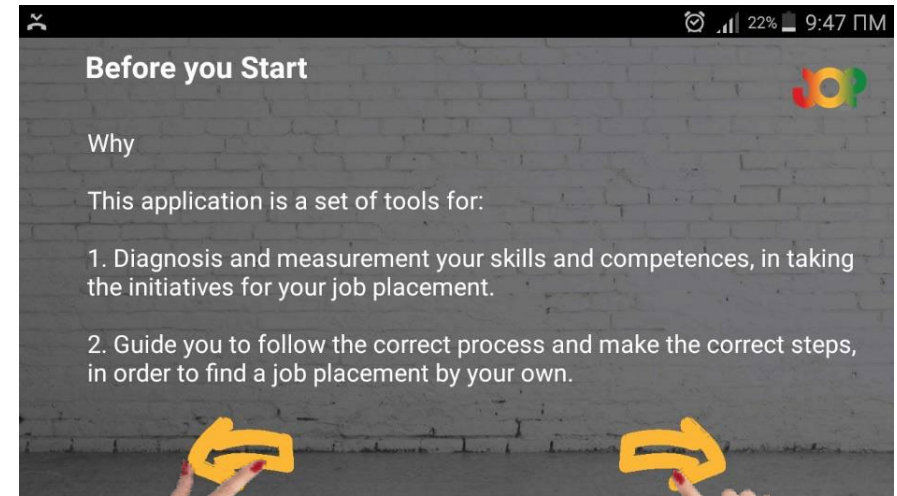 22% 9:47 ΠΜ
Before you Start
JOP
Why
This application is a set of tools for:
1. Diagnosis and measurement your skills and competences, in taking
the initiatives for your job placement.
2. Guide you to follow the correct process and make the correct steps,
in order to find a job placement by your own.